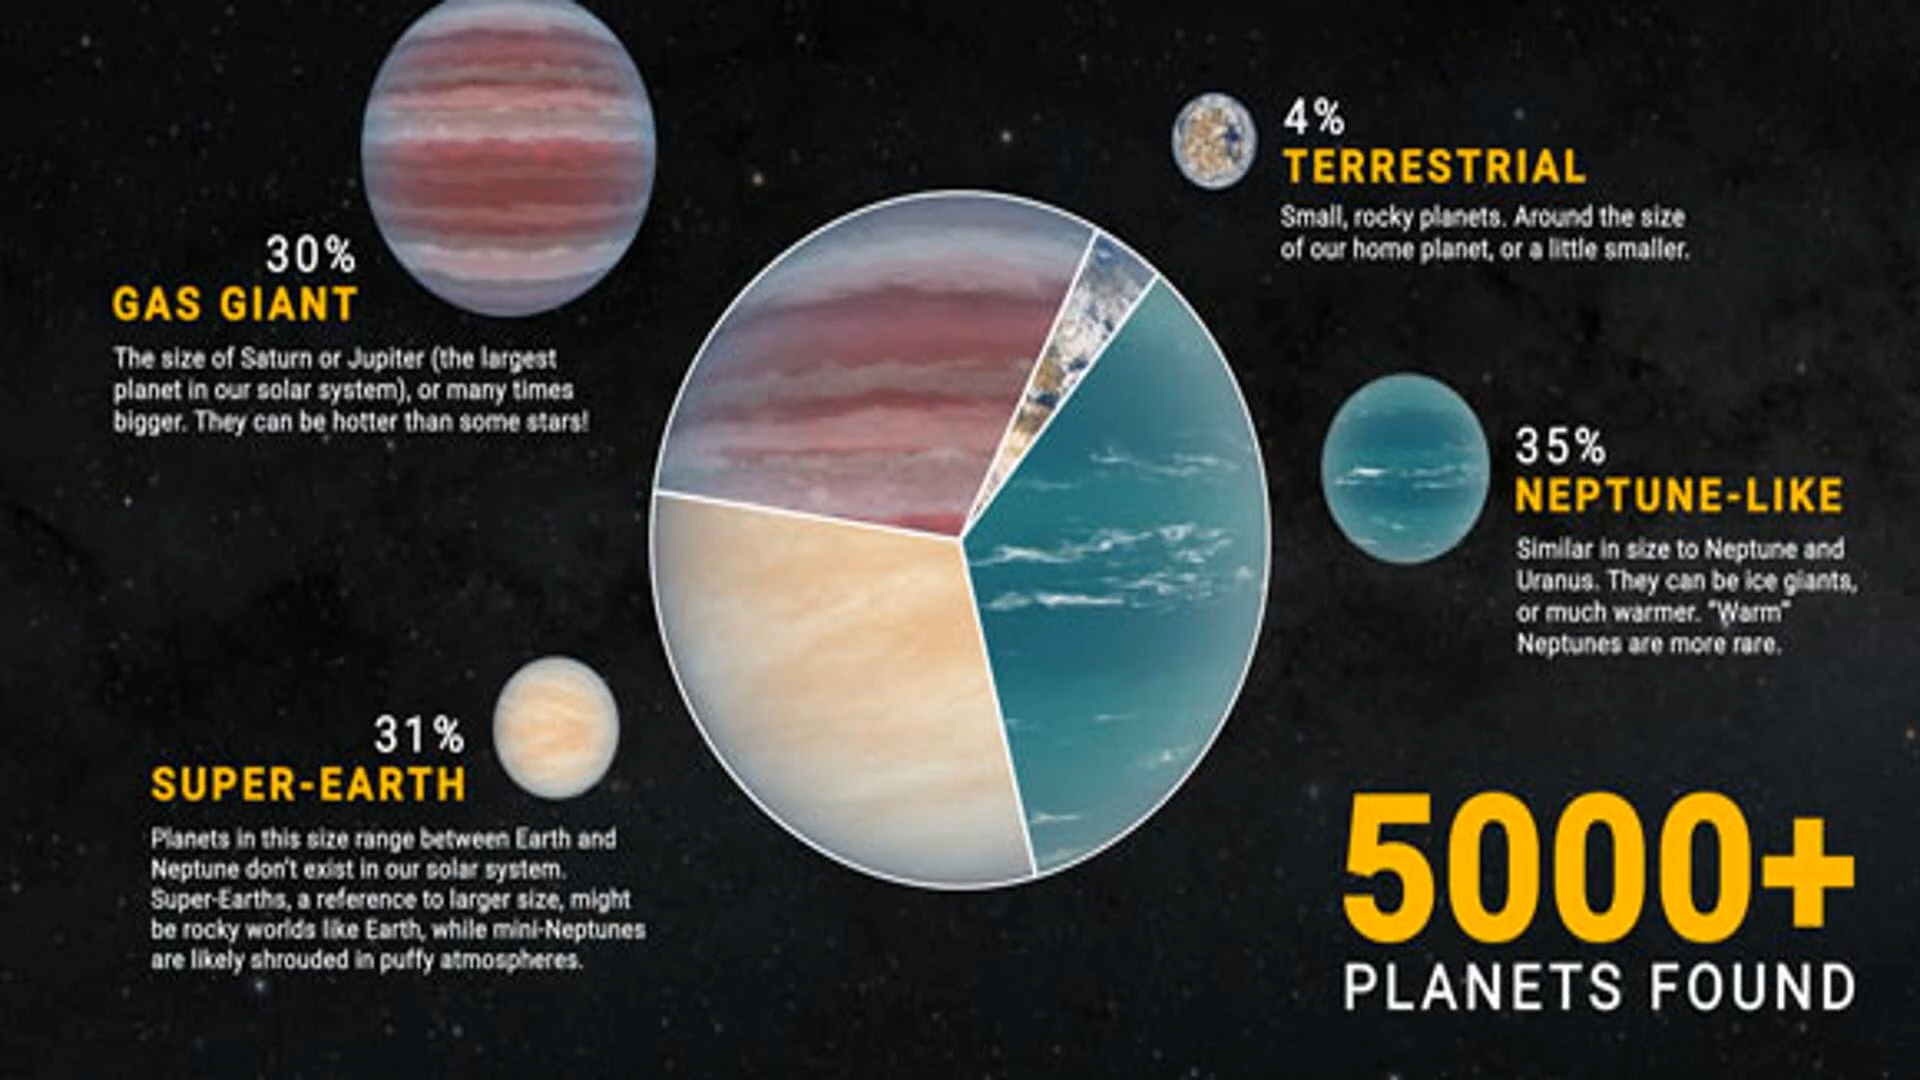 30%
GAS GIANT
The size of Saturn or Jupiter (the largest
planet in our solar system), or many times
bigger. They can be hotter than some stars!
4%
TERRESTRIAL
Small, rocky planets. Around the size
of our home planet, or a little smaller.
35%
NEPTUNE-LIKE
Similar in size to Neptune and
Uranus. They can be ice giants,
or much warmer. “Warm”
Neptunes are more rare.
31%
SUPER-EARTH
Planets in this size range between Earth and
Neptune don't exist in our solar system.
Super-Earths, a reference to larger size, might
be rocky worlds like Earth, while mini-Neptunes
are likely shrouded in puffy atmospheres.
5000+
PLANETS FOUND